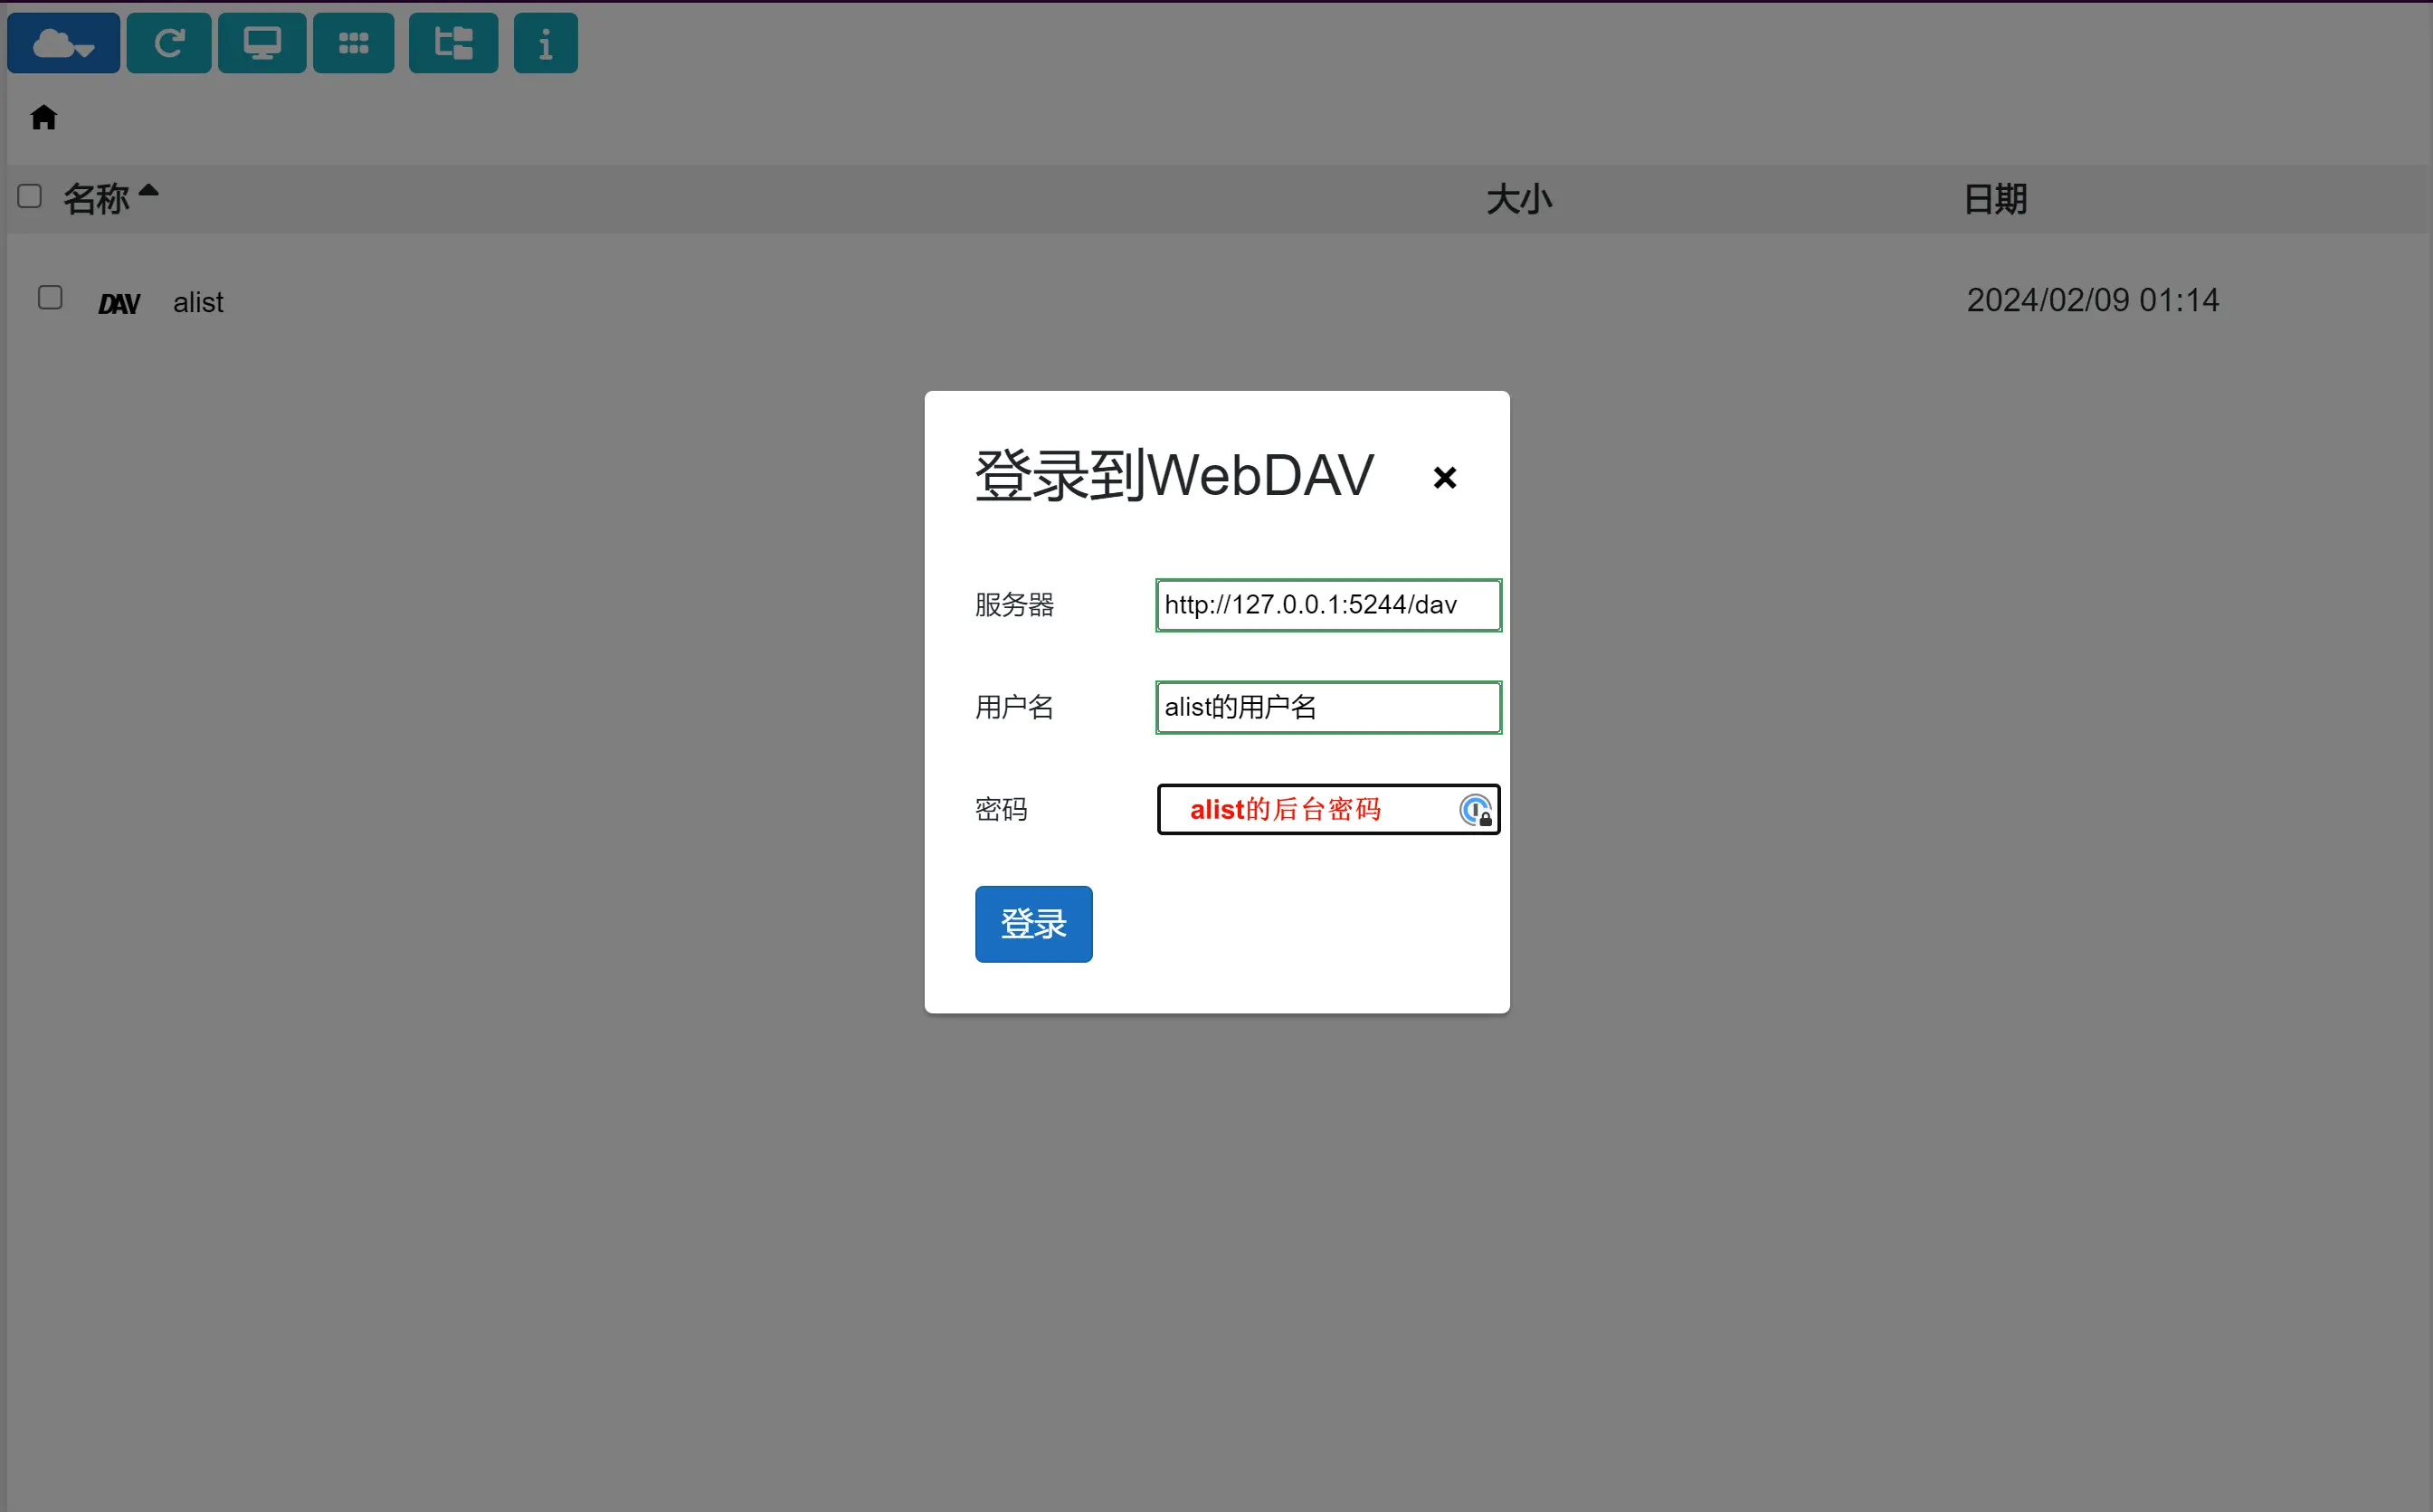 名称
大小
日期
DAV
alist
2024/02/09 01:14
登录到WebDAV
服务器
http://127.0.0.1:5244/dav
用户名
alist的用户名
密码
alist的后台密码
登录